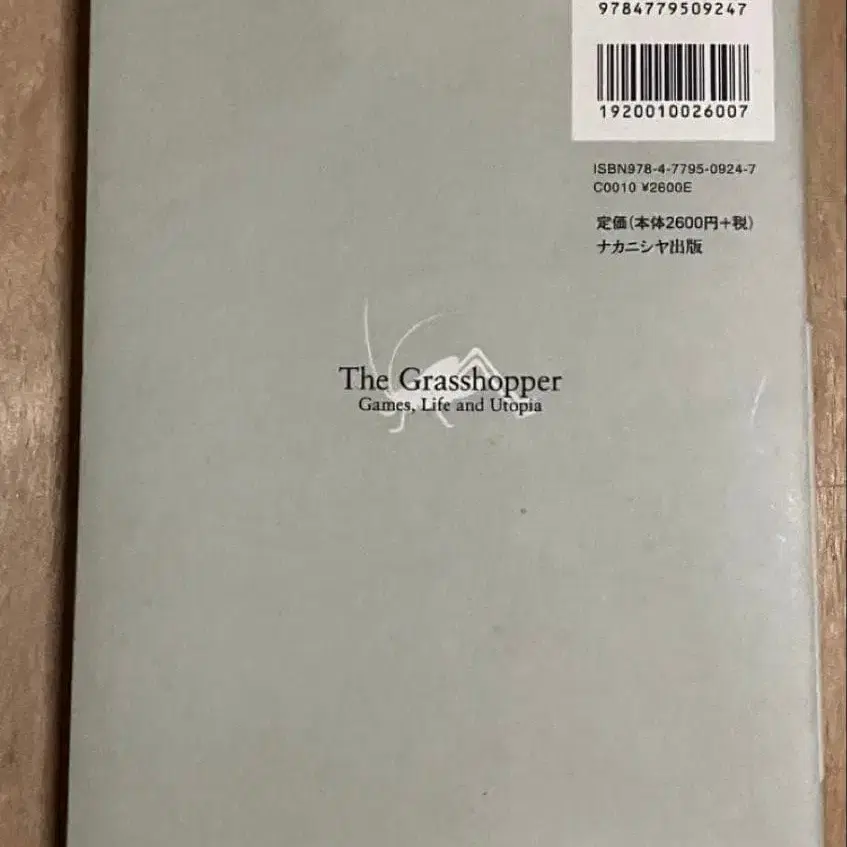 9784779509247
1920010026007
ISBN978-4-7795-0924-7
C0010 ¥2600E
定価(本体2600円+税)
ナカニシヤ出版
The Grasshopper
Games, Life and Utopia